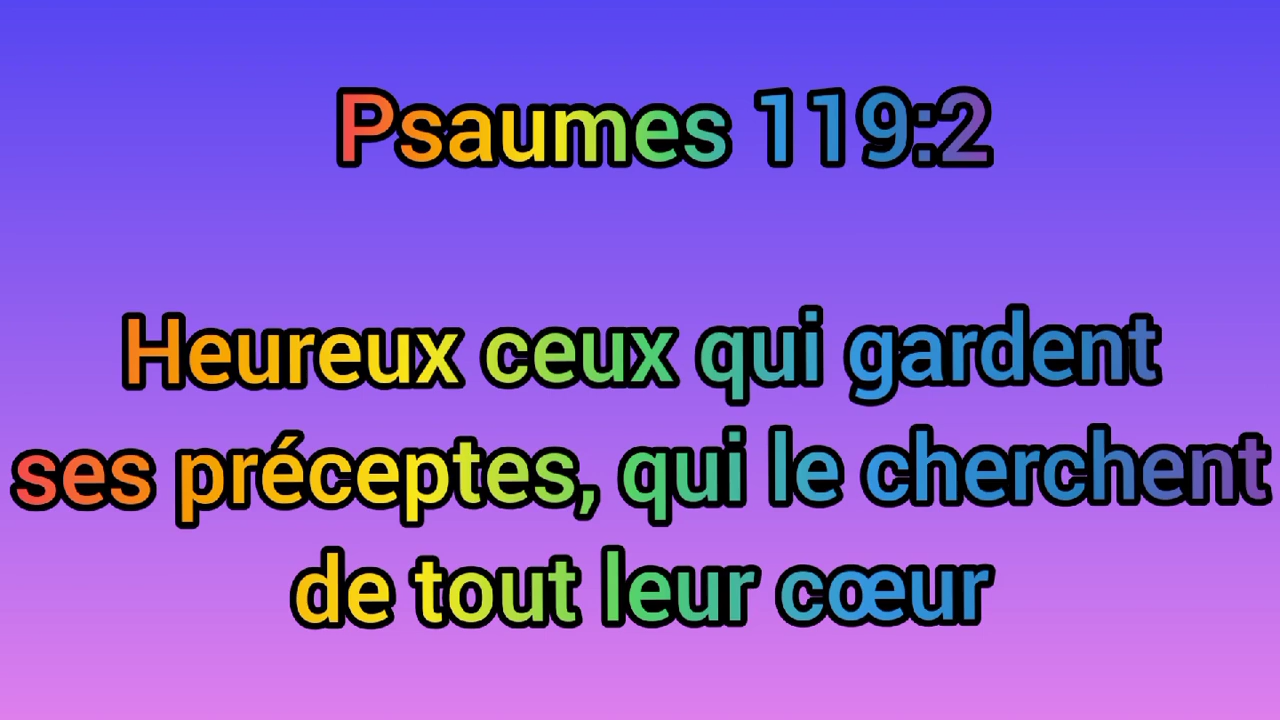 Psaumes 119:2
Heureux ceux qui gardent
ses préceptes, qui le cherchent
de tout leur cœur